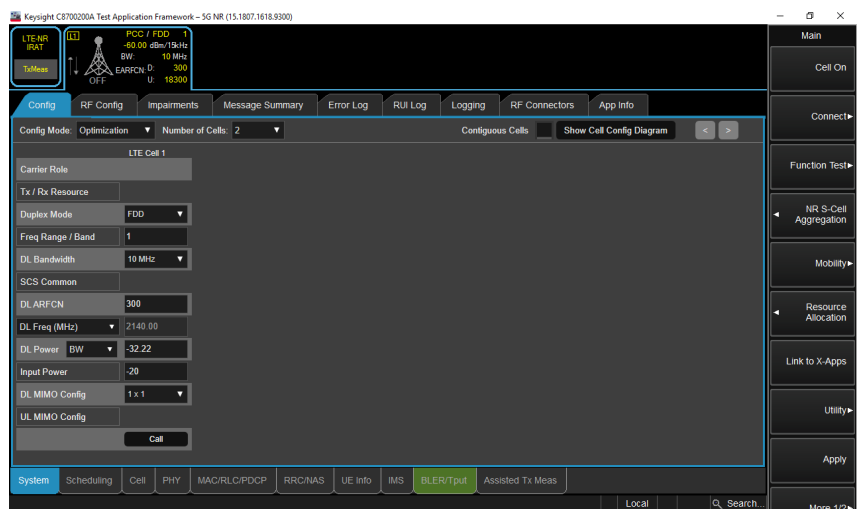 Keysight C8700200A Test Application Framework – 5G NR (15.1807.1618.9300)
LTE-NR
IRAT
TxMeas
L1
PCC / FDD 1
-60.00 dBm/15kHz
BW: 10 MHz
EARFCN: D: 300
U: 18300
OFF
Config RF Config Impairments Message Summary Error Log RUI Log Logging RF Connectors App Info
Config Mode: Optimization Number of Cells: 2 Contiguous Cells Show Cell Config Diagram < >
LTE Cell 1
Carrier Role
Tx / Rx Resource
Duplex Mode FDD
Freq Range / Band 1
DL Bandwidth 10 MHz
SCS Common
DL ARFCN 300
DL Freq (MHz) 2140.00
DL Power BW -32.22
Input Power -20
DL MIMO Config 1 x 1
UL MIMO Config
Call
System Scheduling Cell PHY MAC/RLC/PDCP RRC/NAS UE Info IMS BLER/Tput Assisted Tx Meas
Local Search...
Main
Cell On
Connect
Function Test
NR S-Cell
Aggregation
Mobility
Resource
Allocation
Link to X-Apps
Utility
Apply
More 1/2